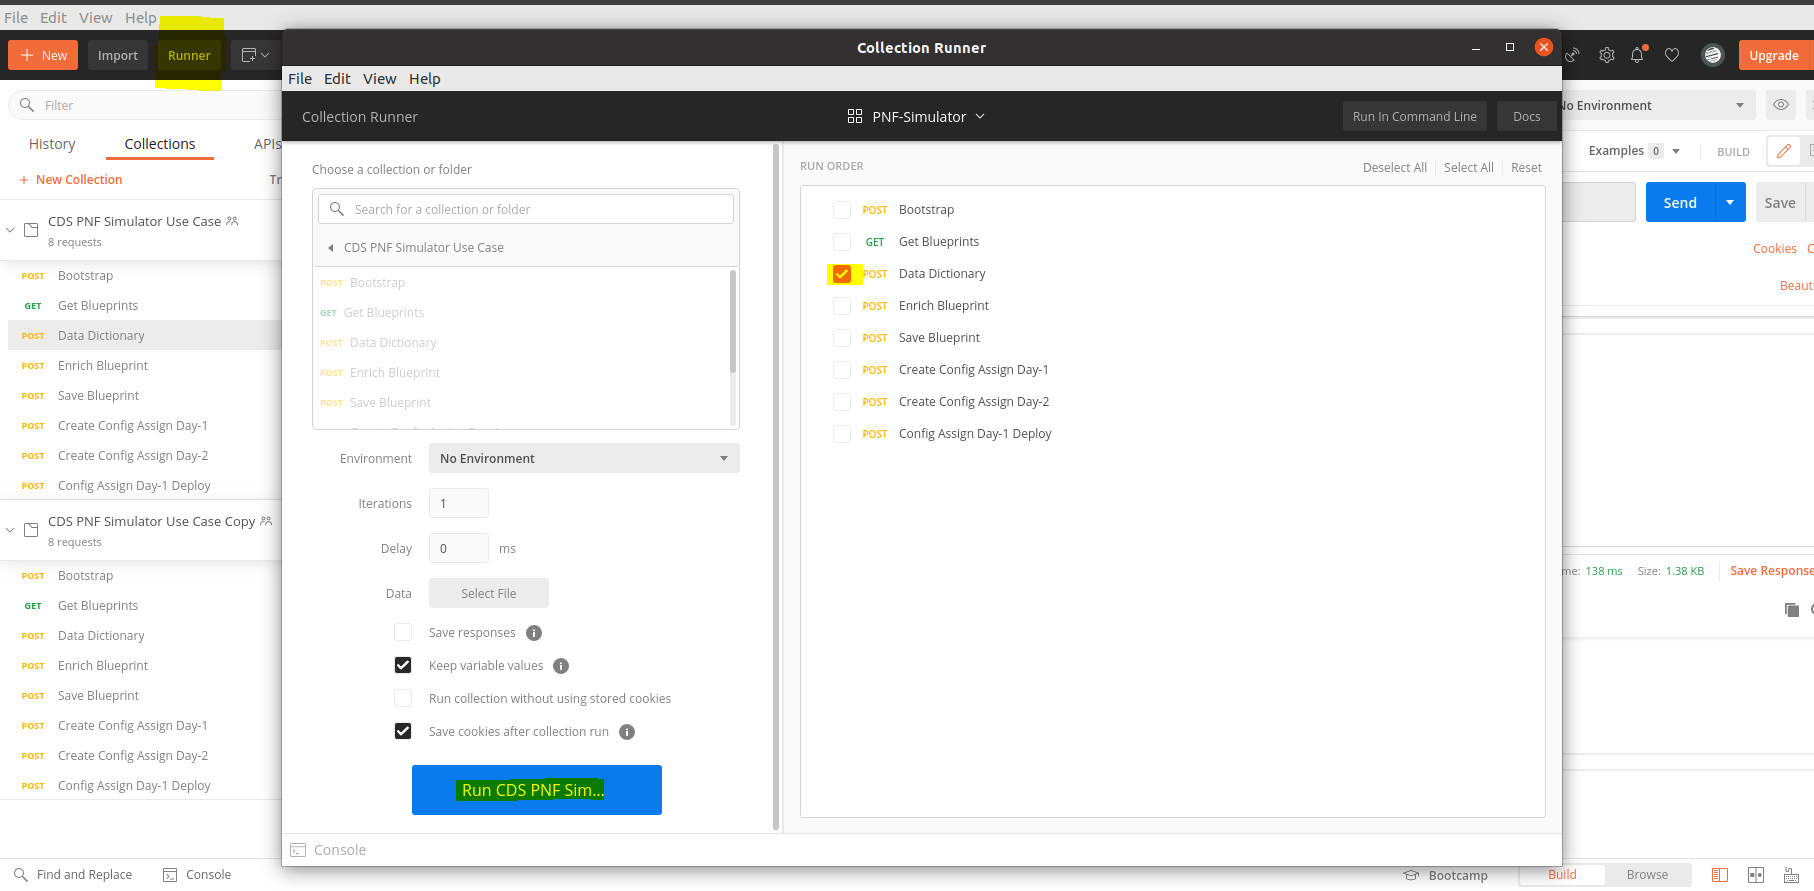 File Edit View Help
New Import Runner
Upgrade
Filter
No Environment
History Collections APIs
New Collection
CDS PNF Simulator Use Case
8 requests
POST Bootstrap
GET Get Blueprints
POST Data Dictionary
POST Enrich Blueprint
POST Save Blueprint
POST Create Config Assign Day-1
POST Create Config Assign Day-2
POST Config Assign Day-1 Deploy
CDS PNF Simulator Use Case Copy
8 requests
POST Bootstrap
GET Get Blueprints
POST Data Dictionary
POST Enrich Blueprint
POST Save Blueprint
POST Create Config Assign Day-1
POST Create Config Assign Day-2
POST Config Assign Day-1 Deploy
Collection Runner
File Edit View Help
Collection Runner
PNF-Simulator
Run In Command Line Docs
Choose a collection or folder
Search for a collection or folder
CDS PNF Simulator Use Case
POST Bootstrap
GET Get Blueprints
POST Data Dictionary
POST Enrich Blueprint
POST Save Blueprint
Environment No Environment
Iterations 1
Delay 0 ms
Data Select File
Save responses
Keep variable values
Run collection without using stored cookies
Save cookies after collection run
Run CDS PNF Sim...
RUN ORDER Deselect All Select All Reset
POST Bootstrap
GET Get Blueprints
POST Data Dictionary
POST Enrich Blueprint
POST Save Blueprint
POST Create Config Assign Day-1
POST Create Config Assign Day-2
POST Config Assign Day-1 Deploy
Console
Examples 0 BUILD
Send Save
Cookies
138 ms Size: 1.38 KB Save Response
Find and Replace Console
Bootcamp Build Browse